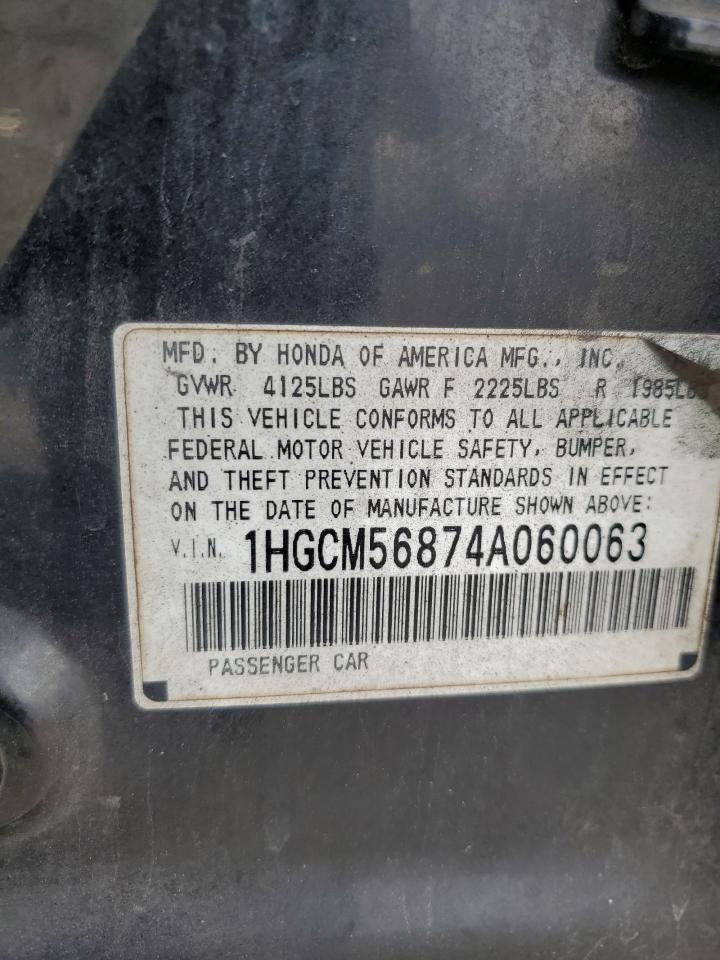 MFD. BY HONDA OF AMERICA MFG., INC.
GVWR 4125LBS GAWR F 2225LBS R 1985LBS
THIS VEHICLE CONFORMS TO ALL APPLICABLE
FEDERAL MOTOR VEHICLE SAFETY, BUMPER,
AND THEFT PREVENTION STANDARDS IN EFFECT
ON THE DATE OF MANUFACTURE SHOWN ABOVE:
V.I.N. 1HGCM56874A060063
PASSENGER CAR